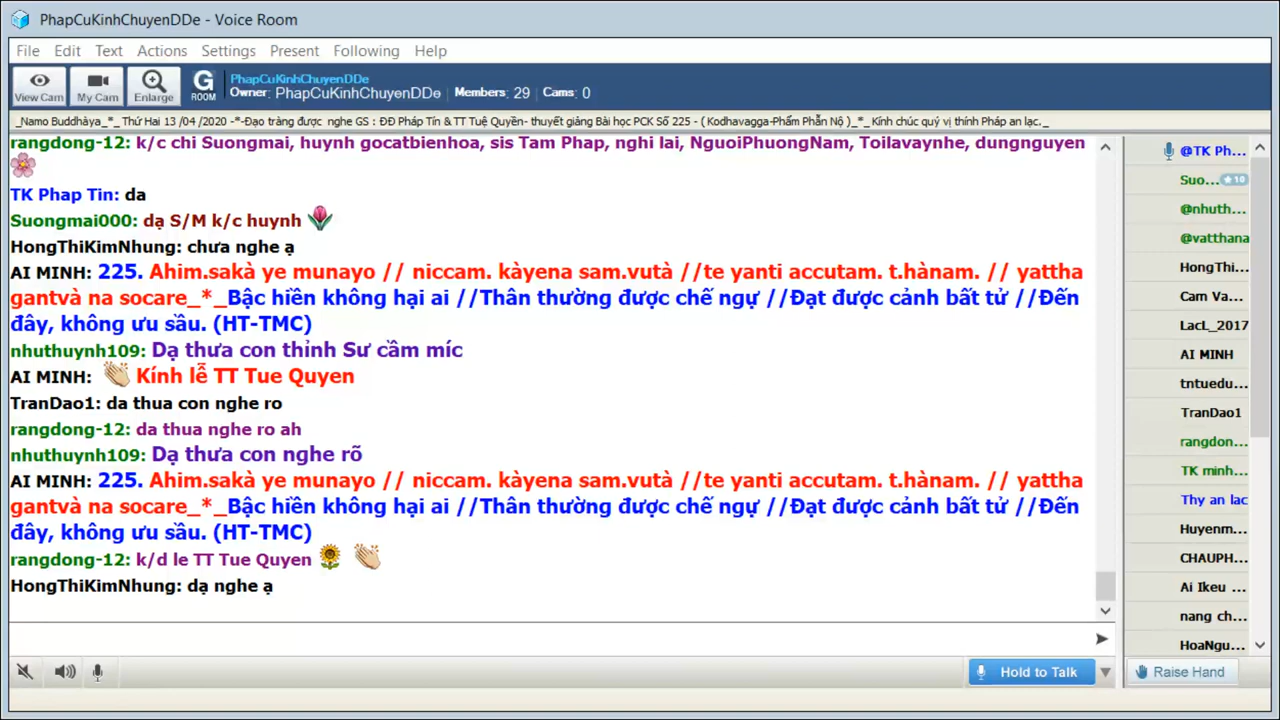 PhapCuKinhChuyenDDe - Voice Room
File Edit Text Actions Settings Present Following Help
View Cam My Cam Enlarge G ROOM
PhapCuKinhChuyenDDe
Owner: PhapCuKinhChuyenDDe Members: 29 Cams: 0
_Namo Buddhàya_*_ Thứ Hai 13 /04 /2020 -*-Đạo tràng được nghe GS : ĐĐ Pháp Tín & TT Tuệ Quyền- thuyết giảng Bài học PCK Số 225 - ( Kodhavagga-Phẩm Phẫn Nộ )_*_ Kính chúc quý vị thính Pháp an lạc._
rangdong-12: k/c chi Suongmai, huynh gocatbienhoa, sis Tam Phap, nghi lai, NguoiPhuongNam, Toilavaynhe, dungnguyen
TK Phap Tin: da
Suongmai000: dạ S/M k/c huynh
HongThiKimNhung: chưa nghe ạ
AI MINH: 225. Ahim.sakà ye munayo // niccam. kàyena sam.vutà //te yanti accutam. t.hànam. // yattha
gantvà na socare_*_Bậc hiền không hại ai //Thân thường được chế ngự //Đạt được cảnh bất tử //Đến
đây, không ưu sầu. (HT-TMC)
nhuthuynh109: Dạ thưa con thỉnh Sư cầm míc
AI MINH: Kính lễ TT Tue Quyen
TranDao1: da thua con nghe ro
rangdong-12: da thua nghe ro ah
nhuthuynh109: Dạ thưa con nghe rõ
AI MINH: 225. Ahim.sakà ye munayo // niccam. kàyena sam.vutà //te yanti accutam. t.hànam. // yattha
gantvà na socare_*_Bậc hiền không hại ai //Thân thường được chế ngự //Đạt được cảnh bất tử //Đến
đây, không ưu sầu. (HT-TMC)
rangdong-12: k/d le TT Tue Quyen
HongThiKimNhung: dạ nghe ạ
@TK Ph...
Suo... ★10
@nhuth...
@vatthana
HongThi...
Cam Va...
LacL_2017
AI MINH
tntuedu...
TranDao1
rangdon...
TK minh...
Thy an lac
Huyenm...
CHAUPH...
Ai Ikeu ...
nang ch...
HoaNgu...
Hold to Talk
Raise Hand